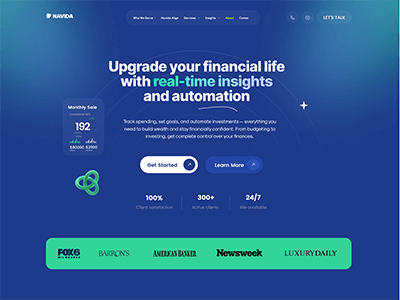 NAVIDA
Who We Serve
Navida Align
Services
Insights
About
Career
LET'S TALK
Upgrade your financial life
with real-time insights
and automation
Monthly Sale
192
Track spending, set goals, and automate investments — everything
you need to build wealth and stay financially confident. From budgeting to
investing, get complete control over your finances.
Get Started
Learn More
100%
Client satisfaction
300+
Active clients
24/7
We available
FOX6
MILWAUKEE
BARRON'S
AMERICAN BANKER
Newsweek
LUXURYDAILY